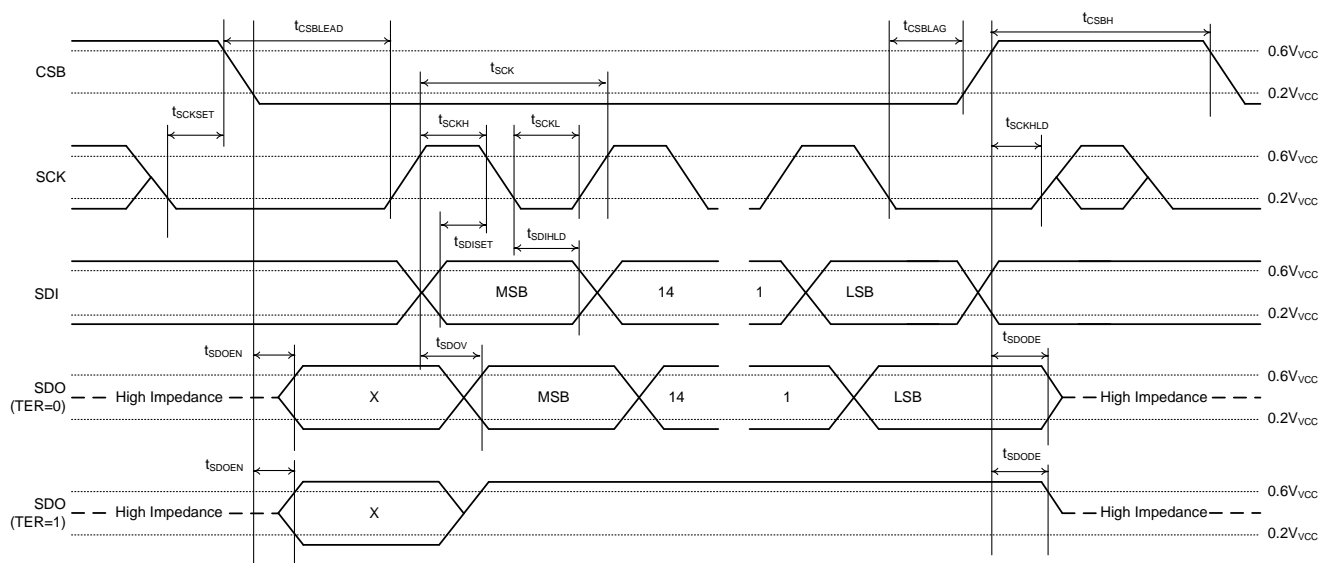 tCSBLEAD
tCSBLAG
tCSBH
CSB
0.6VVCC
0.2VVCC
tSCK
tSCKSET
tSCKH
tSCKL
tSCKHLD
SCK
0.6VVCC
0.2VVCC
tSDISET
tSDIHLD
SDI
MSB
14
1
LSB
0.6VVCC
0.2VVCC
tSDOEN
tSDOV
tSDODE
SDO
(TER=0)
High Impedance
X
MSB
14
1
LSB
High Impedance
0.6VVCC
0.2VVCC
tSDOEN
tSDODE
SDO
(TER=1)
High Impedance
X
High Impedance
0.6VVCC
0.2VVCC